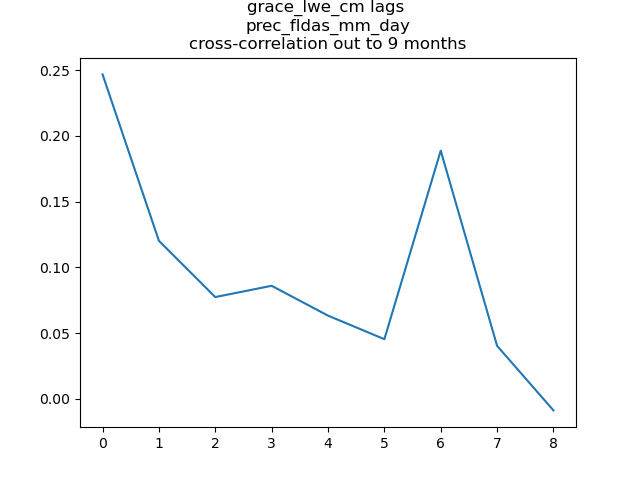 grace_lwe_cm lags
prec_fldas_mm_day
cross-correlation out to 9 months
0.25
0.20
0.15
0.10
0.05
0.00
0 1 2 3 4 5 6 7 8